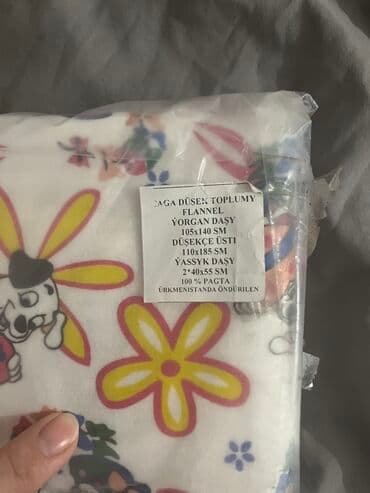 ÇAGA DÜŞEK TOPLUMY
FLANNEL
ÝORGAN DAŞY
105x140 SM
DÜŞEKÇE ÜSTI
110x185 SM
ÝASSYK DAŞY
2*40x55 SM
100 % PAGTA
ÜRKMENISTANDA ÖNDÜRILEN